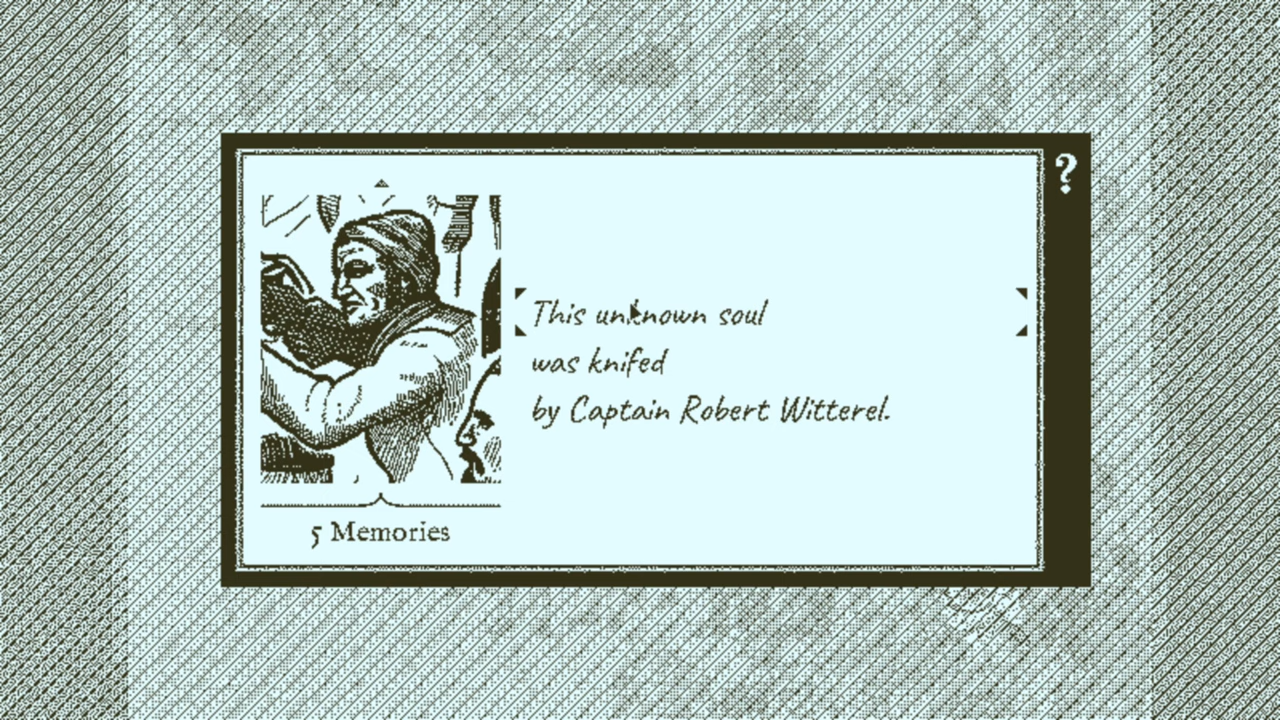 ?
This unknown soul
was knifed
by Captain Robert Witterel.
5 Memories